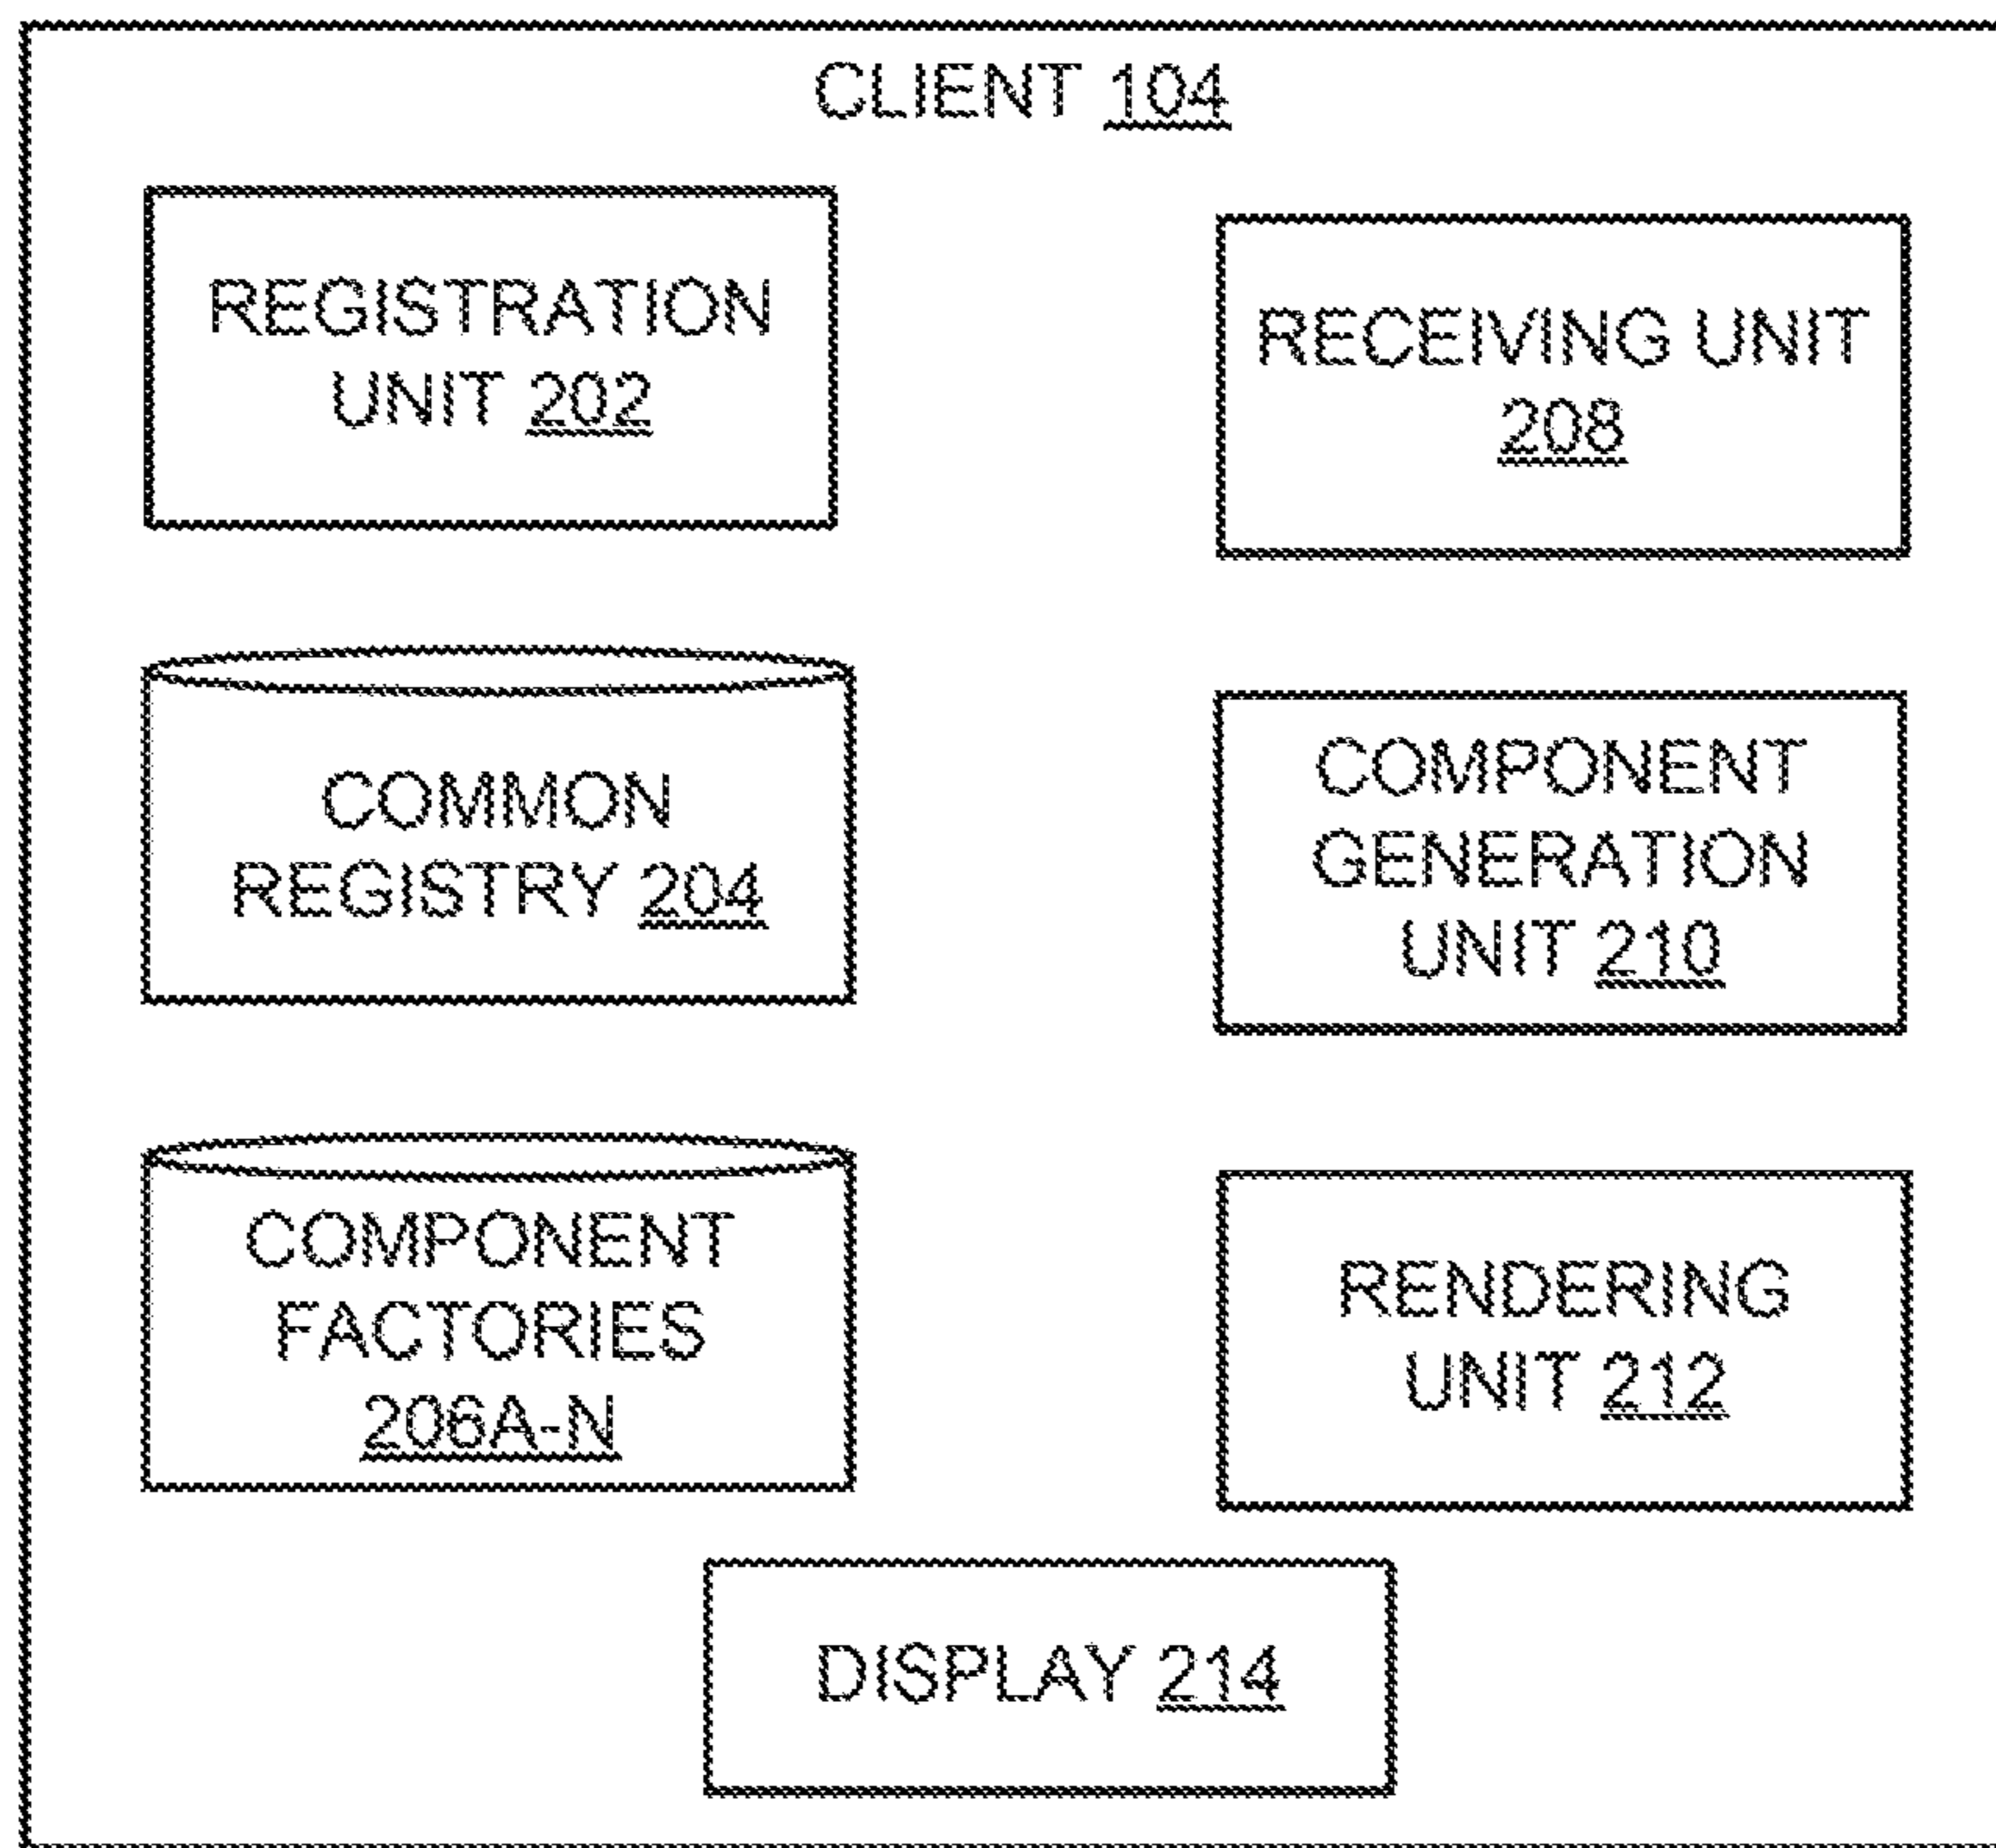 CLIENT 104
REGISTRATION
UNIT 202
RECEIVING UNIT
208
COMMON
REGISTRY 204
COMPONENT
GENERATION
UNIT 210
COMPONENT
FACTORIES
206A-N
RENDERING
UNIT 212
DISPLAY 214